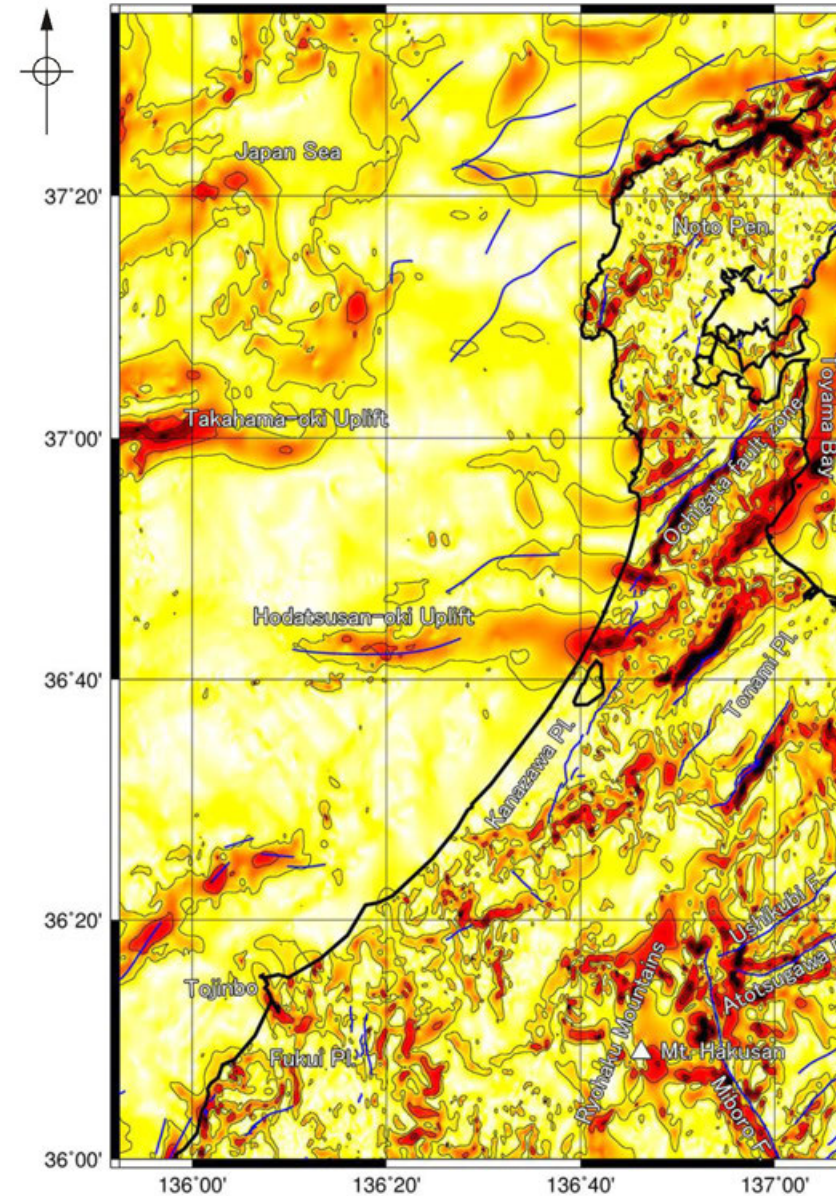 Japan Sea
37°20'
Noto Pen.
Toyama Bay
Takahama-oki Uplift
37°00'
Ochigata fault zone
Hodatsusan-oki Uplift
36°40'
Tonami Pl.
Kanazawa Pl.
36°20'
Ushikubi F.
Atotsugawa
Tojinbo
Ryohaku Mountains
Mt. Hakusan
Fukui Pl.
Miboro F.
36°00'
136°00' 136°20' 136°40' 137°00'